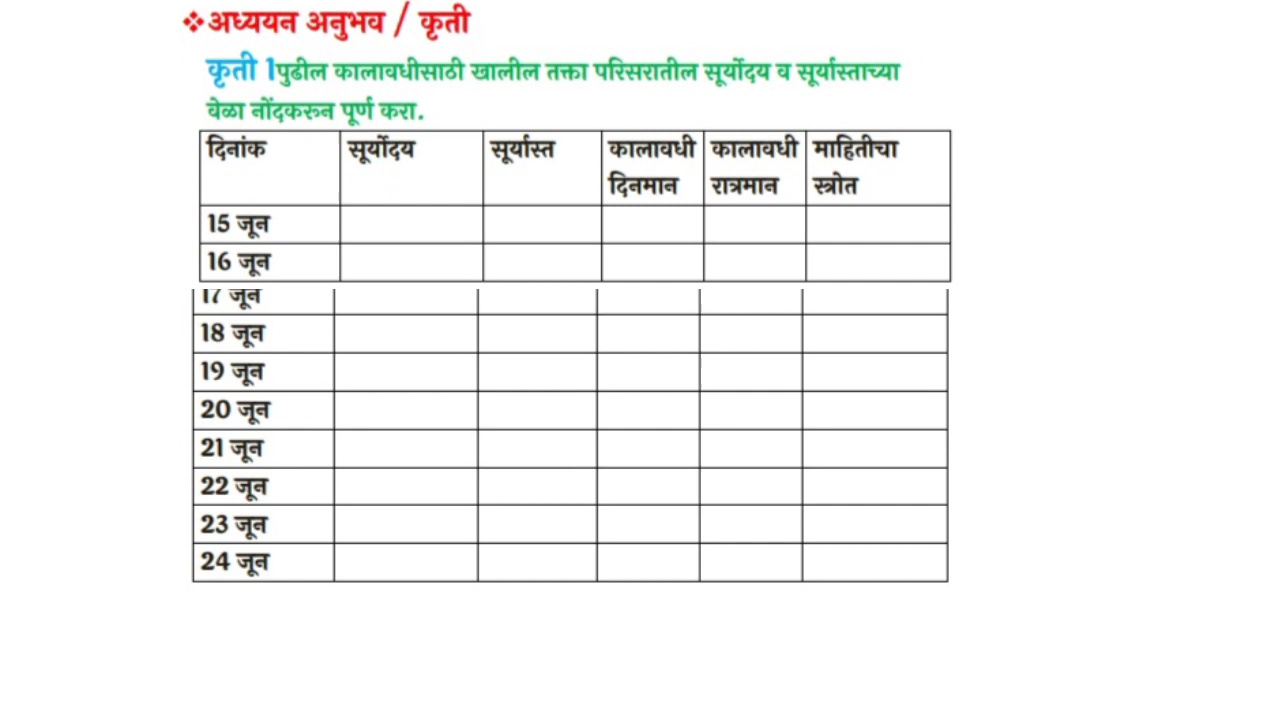 ❖अध्ययन अनुभव / कृती
कृती 1पुढील कालावधीसाठी खालील तक्ता परिसरातील सूर्योदय व सूर्यास्ताच्या
वेळा नोंदकरून पूर्ण करा.
दिनांक सूर्योदय सूर्यास्त कालावधी दिनमान कालावधी रात्रमान माहितीचा स्त्रोत
15 जून
16 जून
17 जून
18 जून
19 जून
20 जून
21 जून
22 जून
23 जून
24 जून